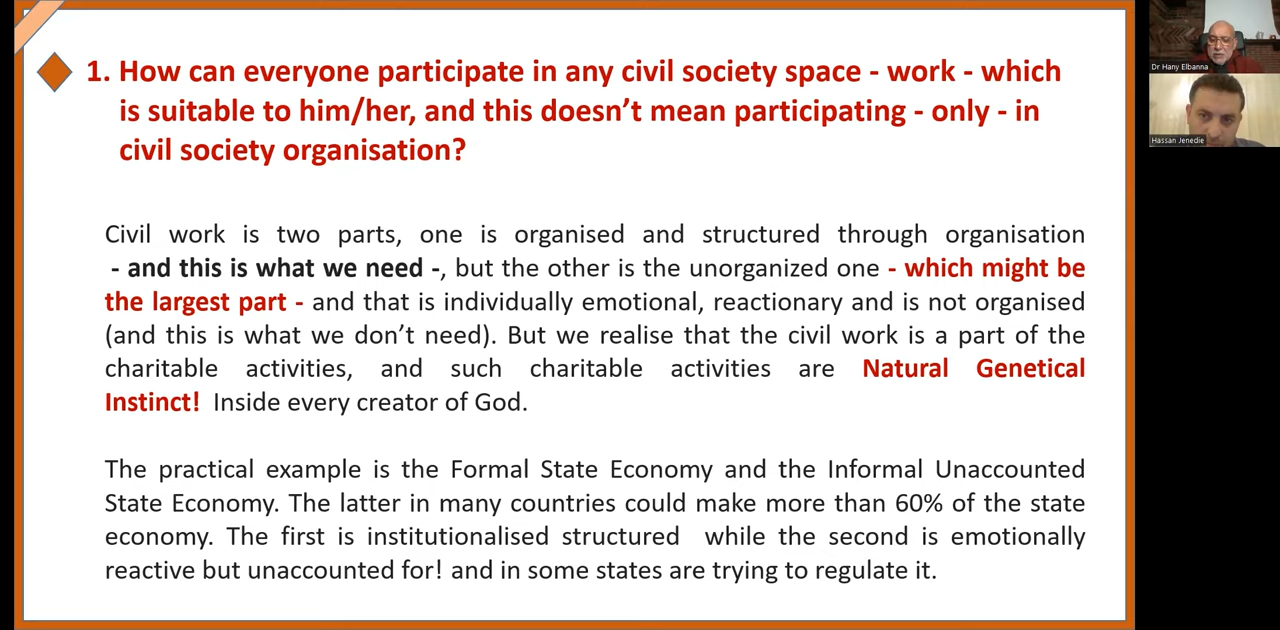 1. How can everyone participate in any civil society space - work - which
is suitable to him/her, and this doesn’t mean participating - only - in
civil society organisation?
Civil work is two parts, one is organised and structured through organisation
- and this is what we need -, but the other is the unorganized one - which might be
the largest part - and that is individually emotional, reactionary and is not organised
(and this is what we don’t need). But we realise that the civil work is a part of the
charitable activities, and such charitable activities are Natural Genetical
Instinct! Inside every creator of God.
The practical example is the Formal State Economy and the Informal Unaccounted
State Economy. The latter in many countries could make more than 60% of the state
economy. The first is institutionalised structured while the second is emotionally
reactive but unaccounted for! and in some states are trying to regulate it.
Dr Hany Elbanna
Hassan Jenedie